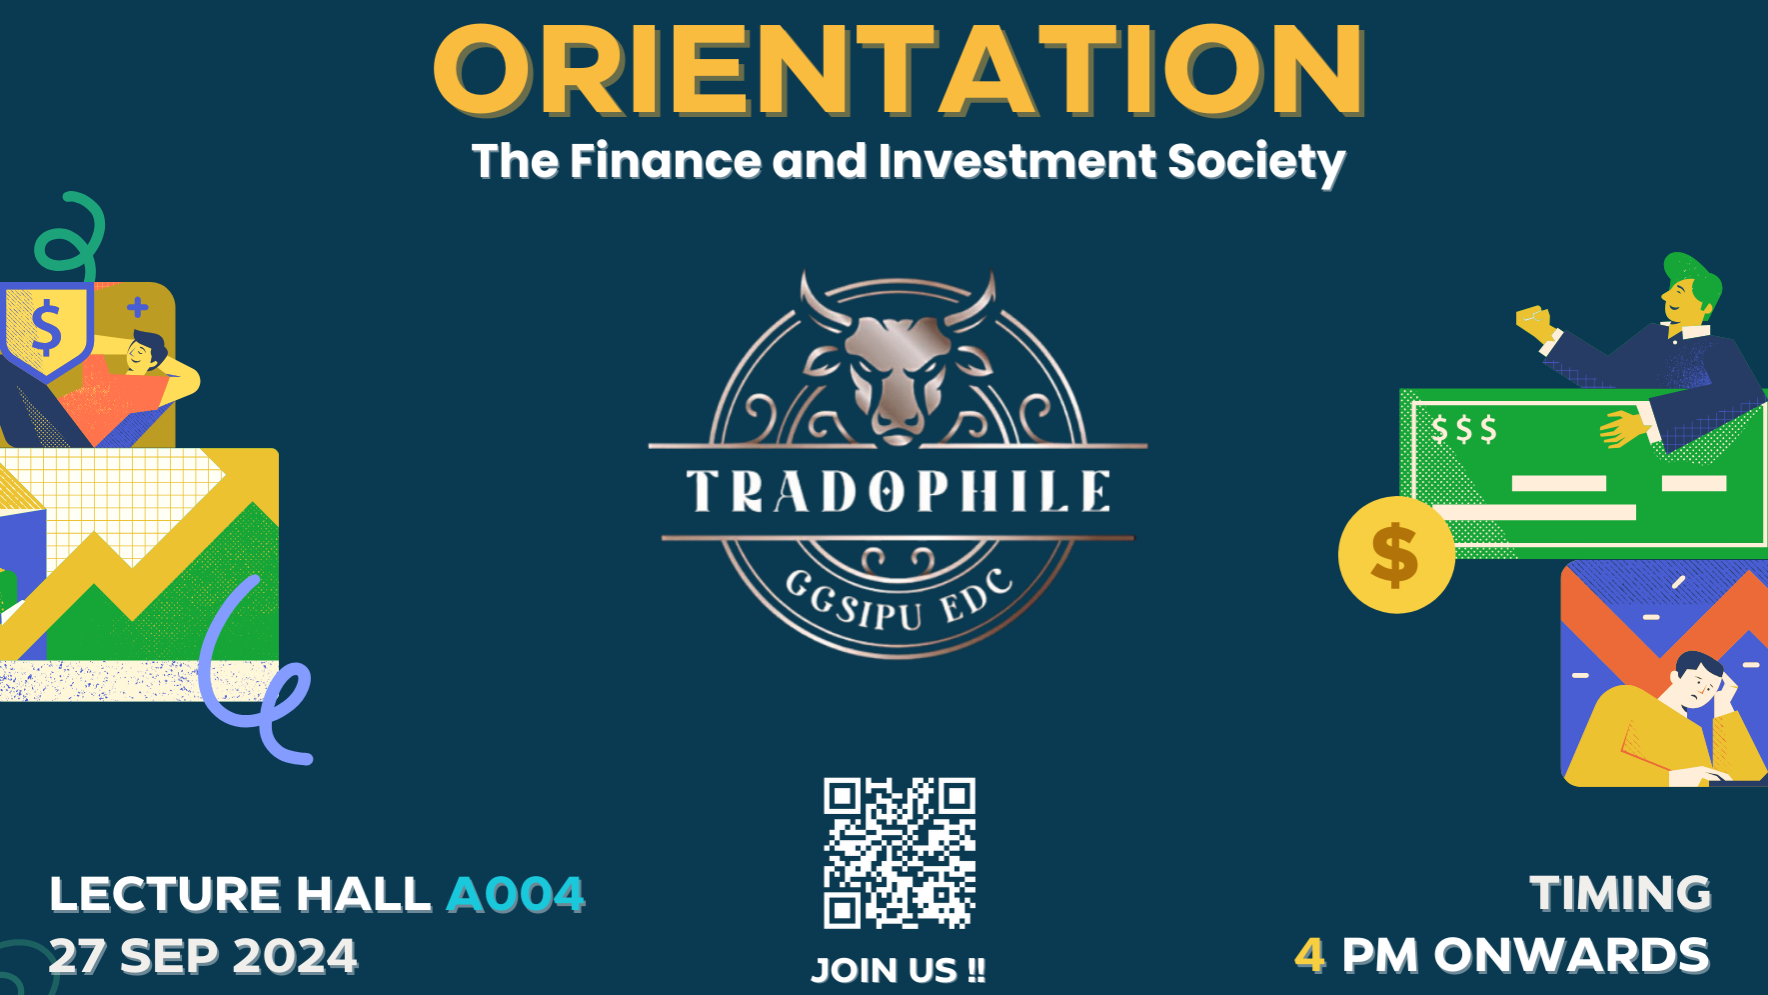 ORIENTATION
The Finance and Investment Society
$
$ $ $
$
TRADOPHILE
GGSIPU EDC
LECTURE HALL A004
27 SEP 2024
JOIN US !!
TIMING
4 PM ONWARDS